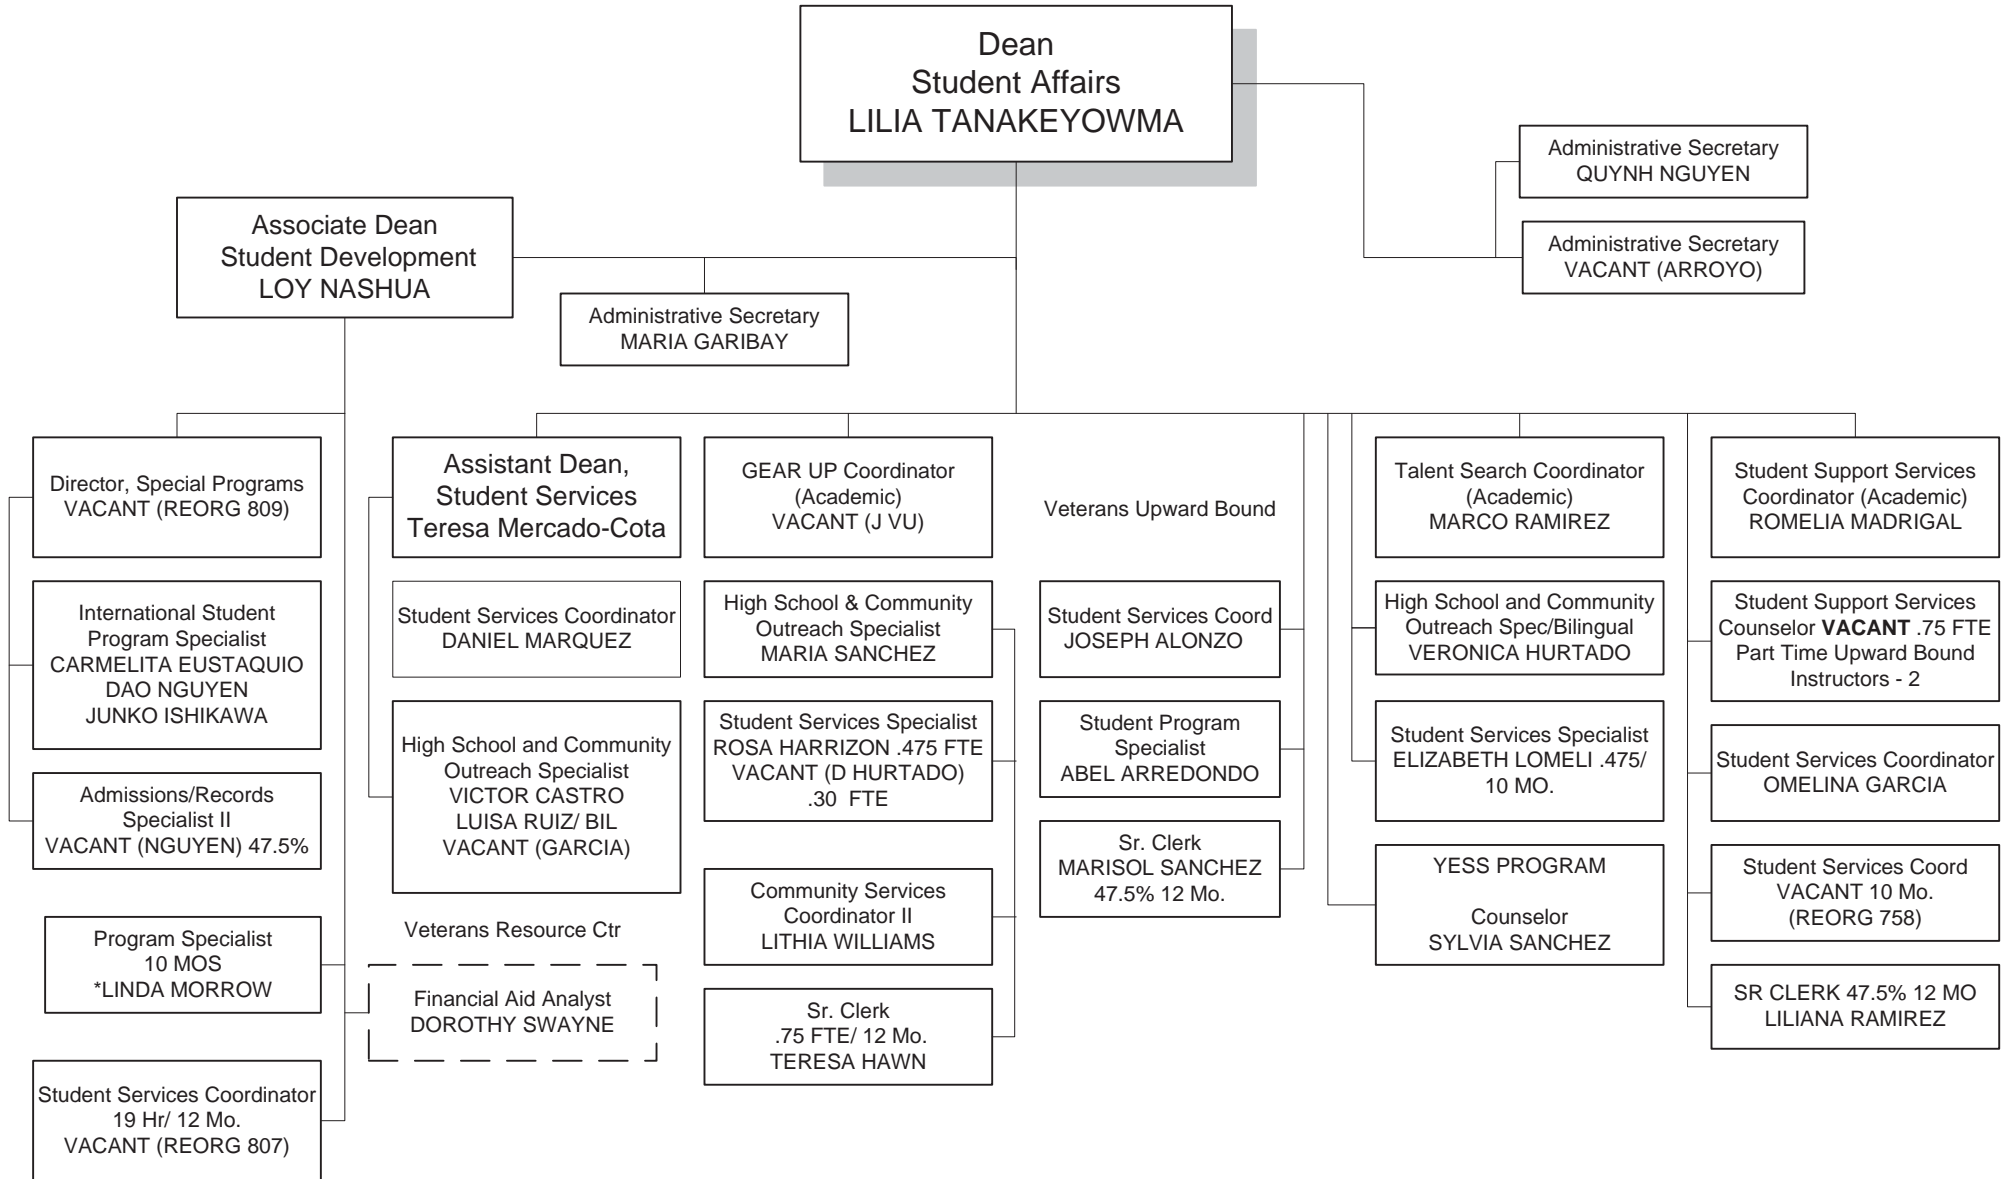 Dean
Student Affairs
LILIA TANAKEYOWMA
Administrative Secretary
QUYNH NGUYEN
Administrative Secretary
VACANT (ARROYO)
Associate Dean
Student Development
LOY NASHUA
Administrative Secretary
MARIA GARIBAY
Director, Special Programs
VACANT (REORG 809)
International Student
Program Specialist
CARMELITA EUSTAQUIO
DAO NGUYEN
JUNKO ISHIKAWA
Admissions/Records
Specialist II
VACANT (NGUYEN) 47.5%
Program Specialist
10 MOS
*LINDA MORROW
Student Services Coordinator
19 Hr/ 12 Mo.
VACANT (REORG 807)
Assistant Dean,
Student Services
Teresa Mercado-Cota
Student Services Coordinator
DANIEL MARQUEZ
High School and Community
Outreach Specialist
VICTOR CASTRO
LUISA RUIZ/ BIL
VACANT (GARCIA)
Veterans Resource Ctr
Financial Aid Analyst
DOROTHY SWAYNE
GEAR UP Coordinator
(Academic)
VACANT (J VU)
High School & Community
Outreach Specialist
MARIA SANCHEZ
Student Services Specialist
ROSA HARRIZON .475 FTE
VACANT (D HURTADO)
.30 FTE
Community Services
Coordinator II
LITHIA WILLIAMS
Sr. Clerk
.75 FTE/ 12 Mo.
TERESA HAWN
Veterans Upward Bound
Student Services Coord
JOSEPH ALONZO
Student Program
Specialist
ABEL ARREDONDO
Sr. Clerk
MARISOL SANCHEZ
47.5% 12 Mo.
Talent Search Coordinator
(Academic)
MARCO RAMIREZ
High School and Community
Outreach Spec/Bilingual
VERONICA HURTADO
Student Services Specialist
ELIZABETH LOMELI .475/
10 MO.
YESS PROGRAM
Counselor
SYLVIA SANCHEZ
Student Support Services
Coordinator (Academic)
ROMELIA MADRIGAL
Student Support Services
Counselor VACANT .75 FTE
Part Time Upward Bound
Instructors - 2
Student Services Coordinator
OMELINA GARCIA
Student Services Coord
VACANT 10 Mo.
(REORG 758)
SR CLERK 47.5% 12 MO
LILIANA RAMIREZ